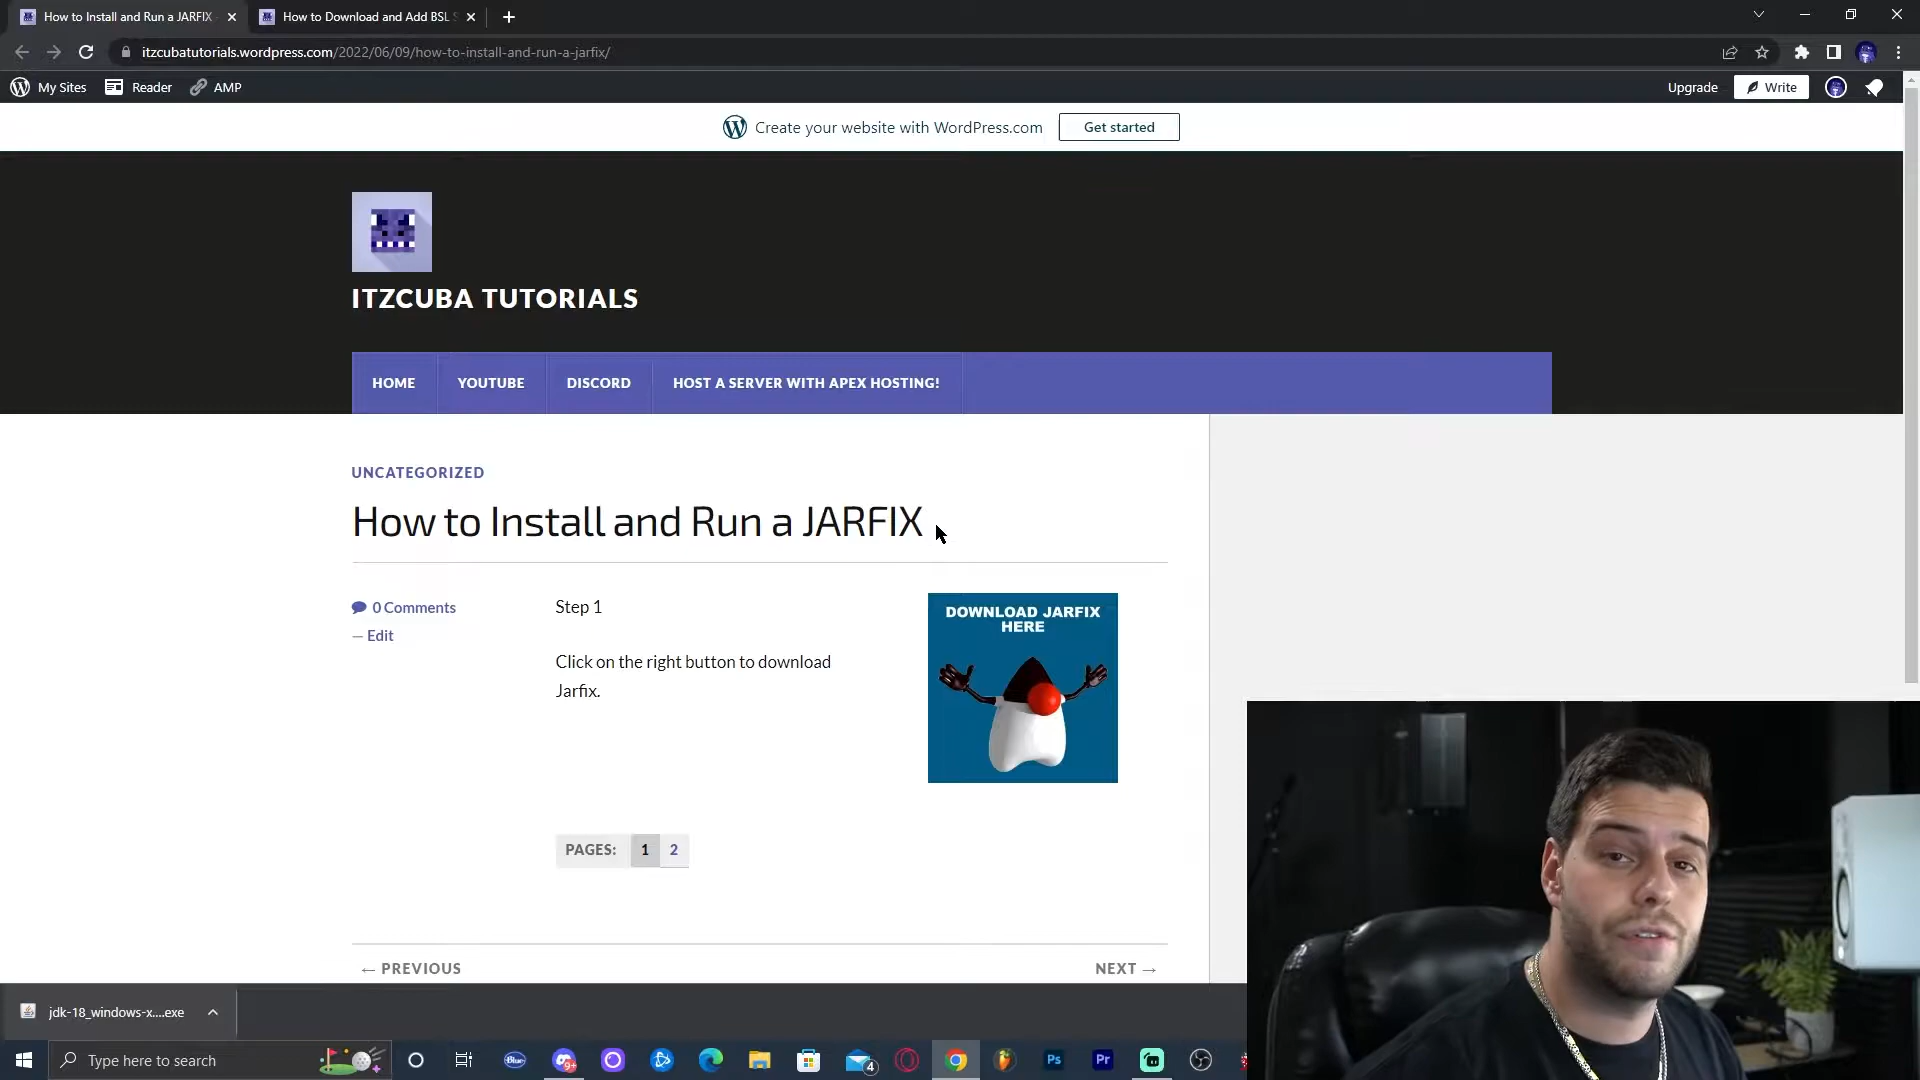 How to Install and Run a JARFIX
How to Download and Add BSL S
itzcubatutorials.wordpress.com/2022/06/09/how-to-install-and-run-a-jarfix/
My Sites Reader AMP Upgrade Write
Create your website with WordPress.com Get started
ITZCUBA TUTORIALS
HOME YOUTUBE DISCORD HOST A SERVER WITH APEX HOSTING!
UNCATEGORIZED
How to Install and Run a JARFIX
0 Comments
— Edit
Step 1
Click on the right button to download
Jarfix.
DOWNLOAD JARFIX
HERE
PAGES: 1 2
← PREVIOUS NEXT →
jdk-18_windows-x....exe
Type here to search
Blue
9+
4
Ps
Pr